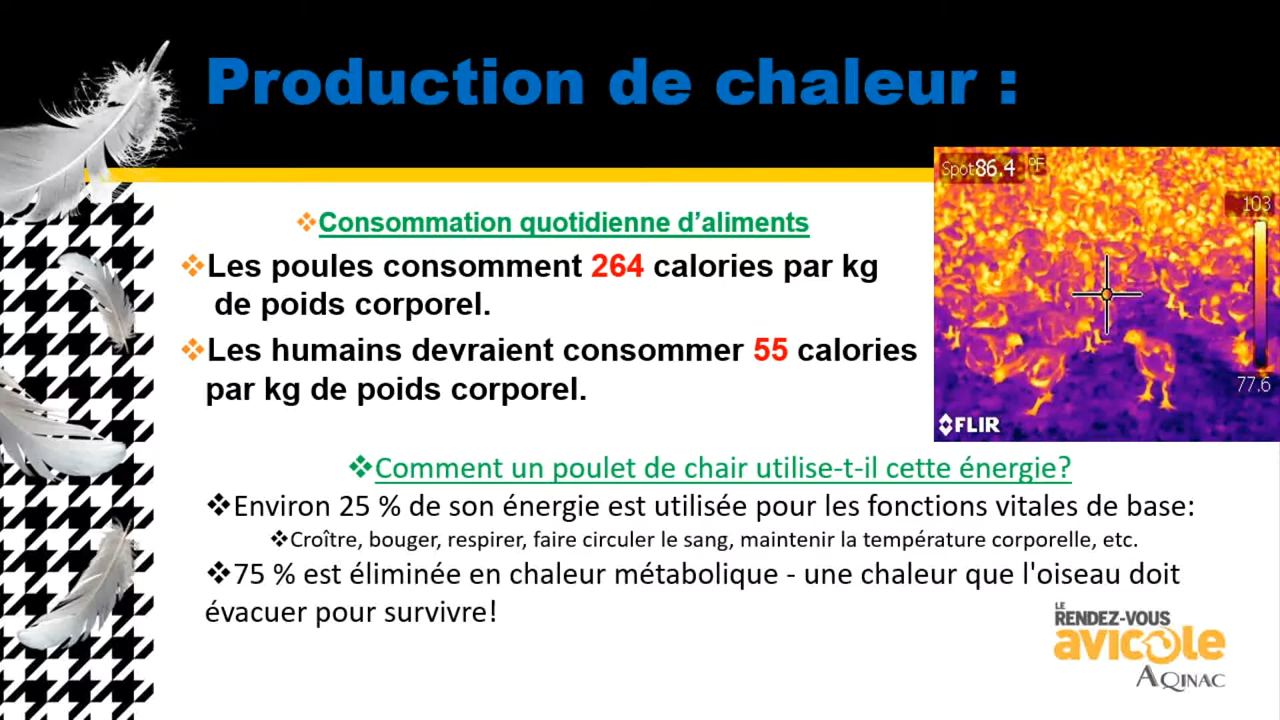 Production de chaleur :
Spot86.4 °F
103
77.6
FLIR
❖Consommation quotidienne d’aliments
❖Les poules consomment 264 calories par kg
de poids corporel.
❖Les humains devraient consommer 55 calories
par kg de poids corporel.
❖Comment un poulet de chair utilise-t-il cette énergie?
❖Environ 25 % de son énergie est utilisée pour les fonctions vitales de base:
❖Croître, bouger, respirer, faire circuler le sang, maintenir la température corporelle, etc.
❖75 % est éliminée en chaleur métabolique - une chaleur que l'oiseau doit
évacuer pour survivre!
LE
RENDEZ-VOUS
avicole
AQINAC